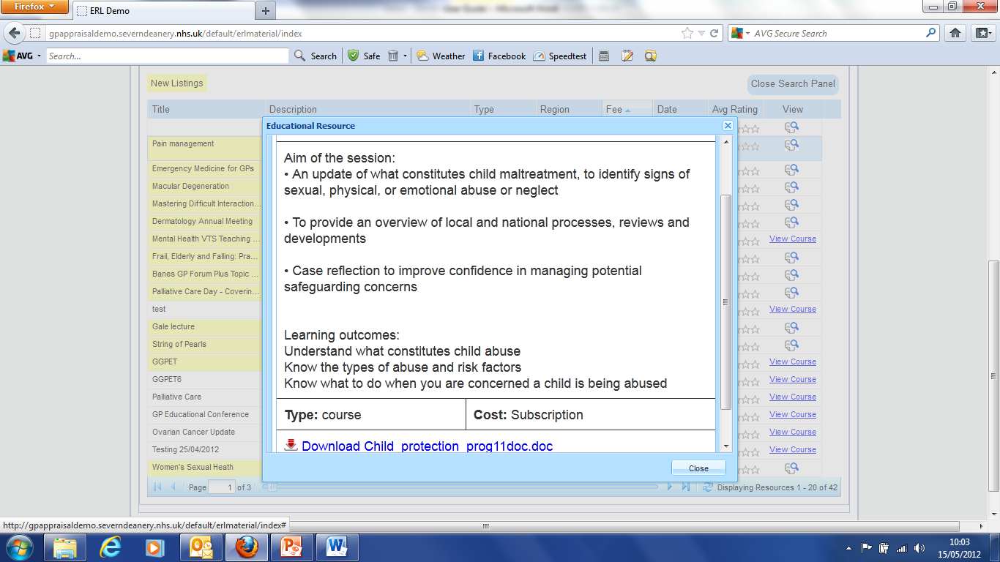 Firefox
ERL Demo
gpappraisaldemo.severndeanery.nhs.uk/default/erlmaterial/index
AVG Secure Search
AVG
Search...
Search
Safe
Weather
Facebook
Speedtest
New Listings
Close Search Panel
Title Description Type Region Fee Date Avg Rating View
Educational Resource
Pain management
Emergency Medicine for GPs
Macular Degeneration
Mastering Difficult Interaction...
Dermatology Annual Meeting
Mental Health VTS Teaching ... View Course
Frail, Elderly and Falling: Pra...
Banes GP Forum Plus Topic ...
Palliative Care Day - Coverin...
test View Course
Gale lecture
String of Pearls
GGPET View Course
GGPET6 View Course
Palliative Care View Course
GP Educational Conference View Course
Ovarian Cancer Update View Course
Testing 25/04/2012 View Course
Women's Sexual Heath
Aim of the session:
• An update of what constitutes child maltreatment, to identify signs of
sexual, physical, or emotional abuse or neglect
• To provide an overview of local and national processes, reviews and
developments
• Case reflection to improve confidence in managing potential
safeguarding concerns
Learning outcomes:
Understand what constitutes child abuse
Know the types of abuse and risk factors
Know what to do when you are concerned a child is being abused
Type: course Cost: Subscription
Download Child_protection_prog11doc.doc
Close
Page 1 of 3 Displaying Resources 1 - 20 of 42
http://gpappraisaldemo.severndeanery.nhs.uk/default/erlmaterial/index#
10:03
15/05/2012